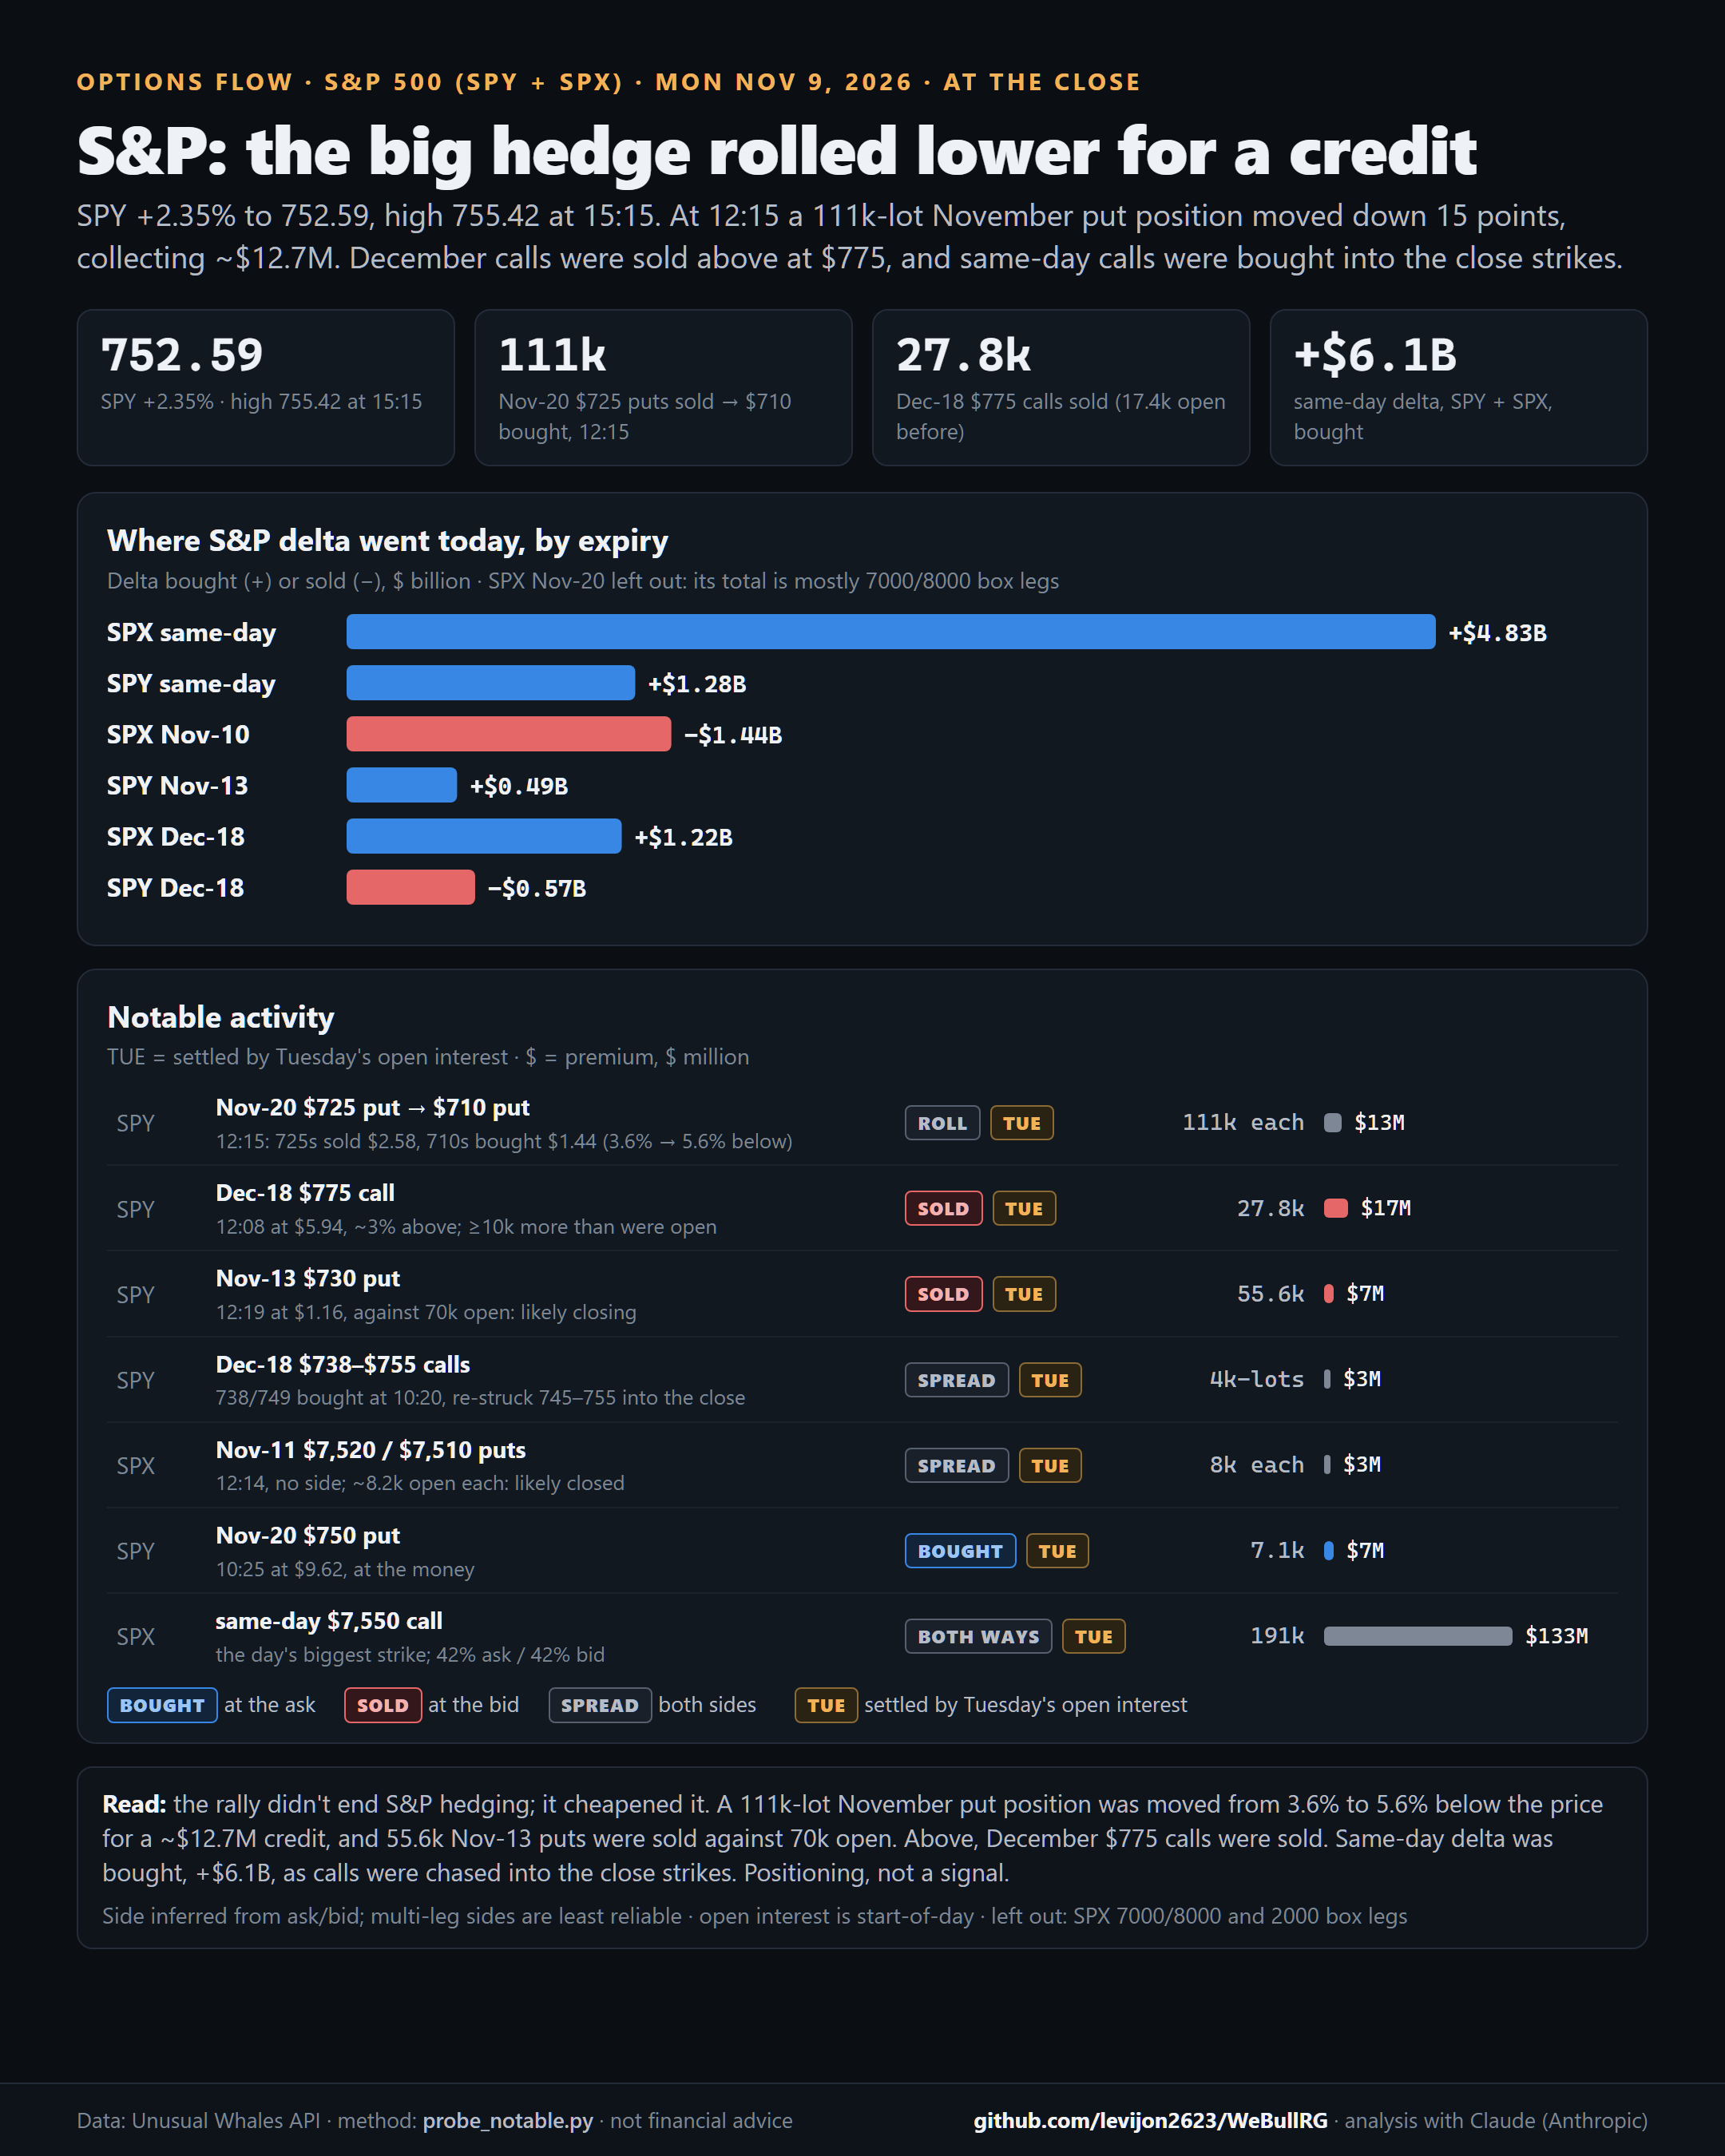 OPTIONS FLOW · S&P 500 (SPY + SPX) · MON NOV 9, 2026 · AT THE CLOSE
S&P: the big hedge rolled lower for a credit
SPY +2.35% to 752.59, high 755.42 at 15:15. At 12:15 a 111k-lot November put position moved down 15 points,
collecting ~$12.7M. December calls were sold above at $775, and same-day calls were bought into the close strikes.
752.59
SPY +2.35% · high 755.42 at 15:15
111k
Nov-20 $725 puts sold → $710
bought, 12:15
27.8k
Dec-18 $775 calls sold (17.4k open
before)
+$6.1B
same-day delta, SPY + SPX,
bought
Where S&P delta went today, by expiry
Delta bought (+) or sold (−), $ billion · SPX Nov-20 left out: its total is mostly 7000/8000 box legs
SPX same-day +$4.83B
SPY same-day +$1.28B
SPX Nov-10 −$1.44B
SPY Nov-13 +$0.49B
SPX Dec-18 +$1.22B
SPY Dec-18 −$0.57B
Notable activity
TUE = settled by Tuesday's open interest · $ = premium, $ million
SPY Nov-20 $725 put → $710 put ROLL TUE 111k each $13M
12:15: 725s sold $2.58, 710s bought $1.44 (3.6% → 5.6% below)
SPY Dec-18 $775 call SOLD TUE 27.8k $17M
12:08 at $5.94, ~3% above; ≥10k more than were open
SPY Nov-13 $730 put SOLD TUE 55.6k $7M
12:19 at $1.16, against 70k open: likely closing
SPY Dec-18 $738–$755 calls SPREAD TUE 4k-lots $3M
738/749 bought at 10:20, re-struck 745–755 into the close
SPX Nov-11 $7,520 / $7,510 puts SPREAD TUE 8k each $3M
12:14, no side; ~8.2k open each: likely closed
SPY Nov-20 $750 put BOUGHT TUE 7.1k $7M
10:25 at $9.62, at the money
SPX same-day $7,550 call BOTH WAYS TUE 191k $133M
the day's biggest strike; 42% ask / 42% bid
BOUGHT at the ask SOLD at the bid SPREAD both sides TUE settled by Tuesday's open interest
Read: the rally didn't end S&P hedging; it cheapened it. A 111k-lot November put position was moved from 3.6% to 5.6% below the price
for a ~$12.7M credit, and 55.6k Nov-13 puts were sold against 70k open. Above, December $775 calls were sold. Same-day delta was
bought, +$6.1B, as calls were chased into the close strikes. Positioning, not a signal.
Side inferred from ask/bid; multi-leg sides are least reliable · open interest is start-of-day · left out: SPX 7000/8000 and 2000 box legs
Data: Unusual Whales API · method: probe_notable.py · not financial advice
github.com/levijon2623/WeBullRG · analysis with Claude (Anthropic)